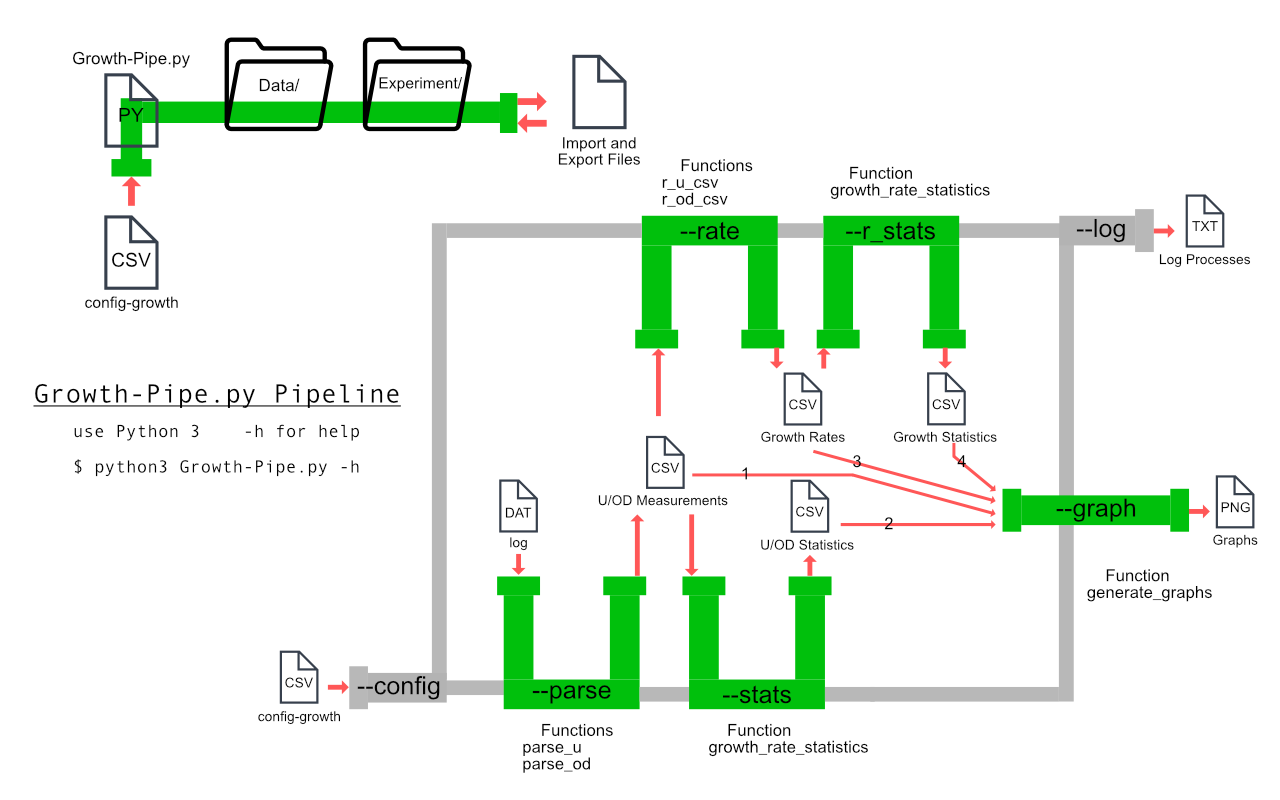 Growth-Pipe.py
PY
Data/
Experiment/
Import and
Export Files
CSV
config-growth
Growth-Pipe.py Pipeline
use Python 3    -h for help
$ python3 Growth-Pipe.py -h
Functions
r_u_csv
r_od_csv
--rate
Function
growth_rate_statistics
--r_stats
--log
TXT
Log Processes
CSV
Growth Rates
CSV
Growth Statistics
3
4
CSV
U/OD Measurements
1
DAT
log
CSV
U/OD Statistics
2
--graph
PNG
Graphs
Function
generate_graphs
CSV
config-growth
--config
--parse
--stats
Functions
parse_u
parse_od
Function
growth_rate_statistics